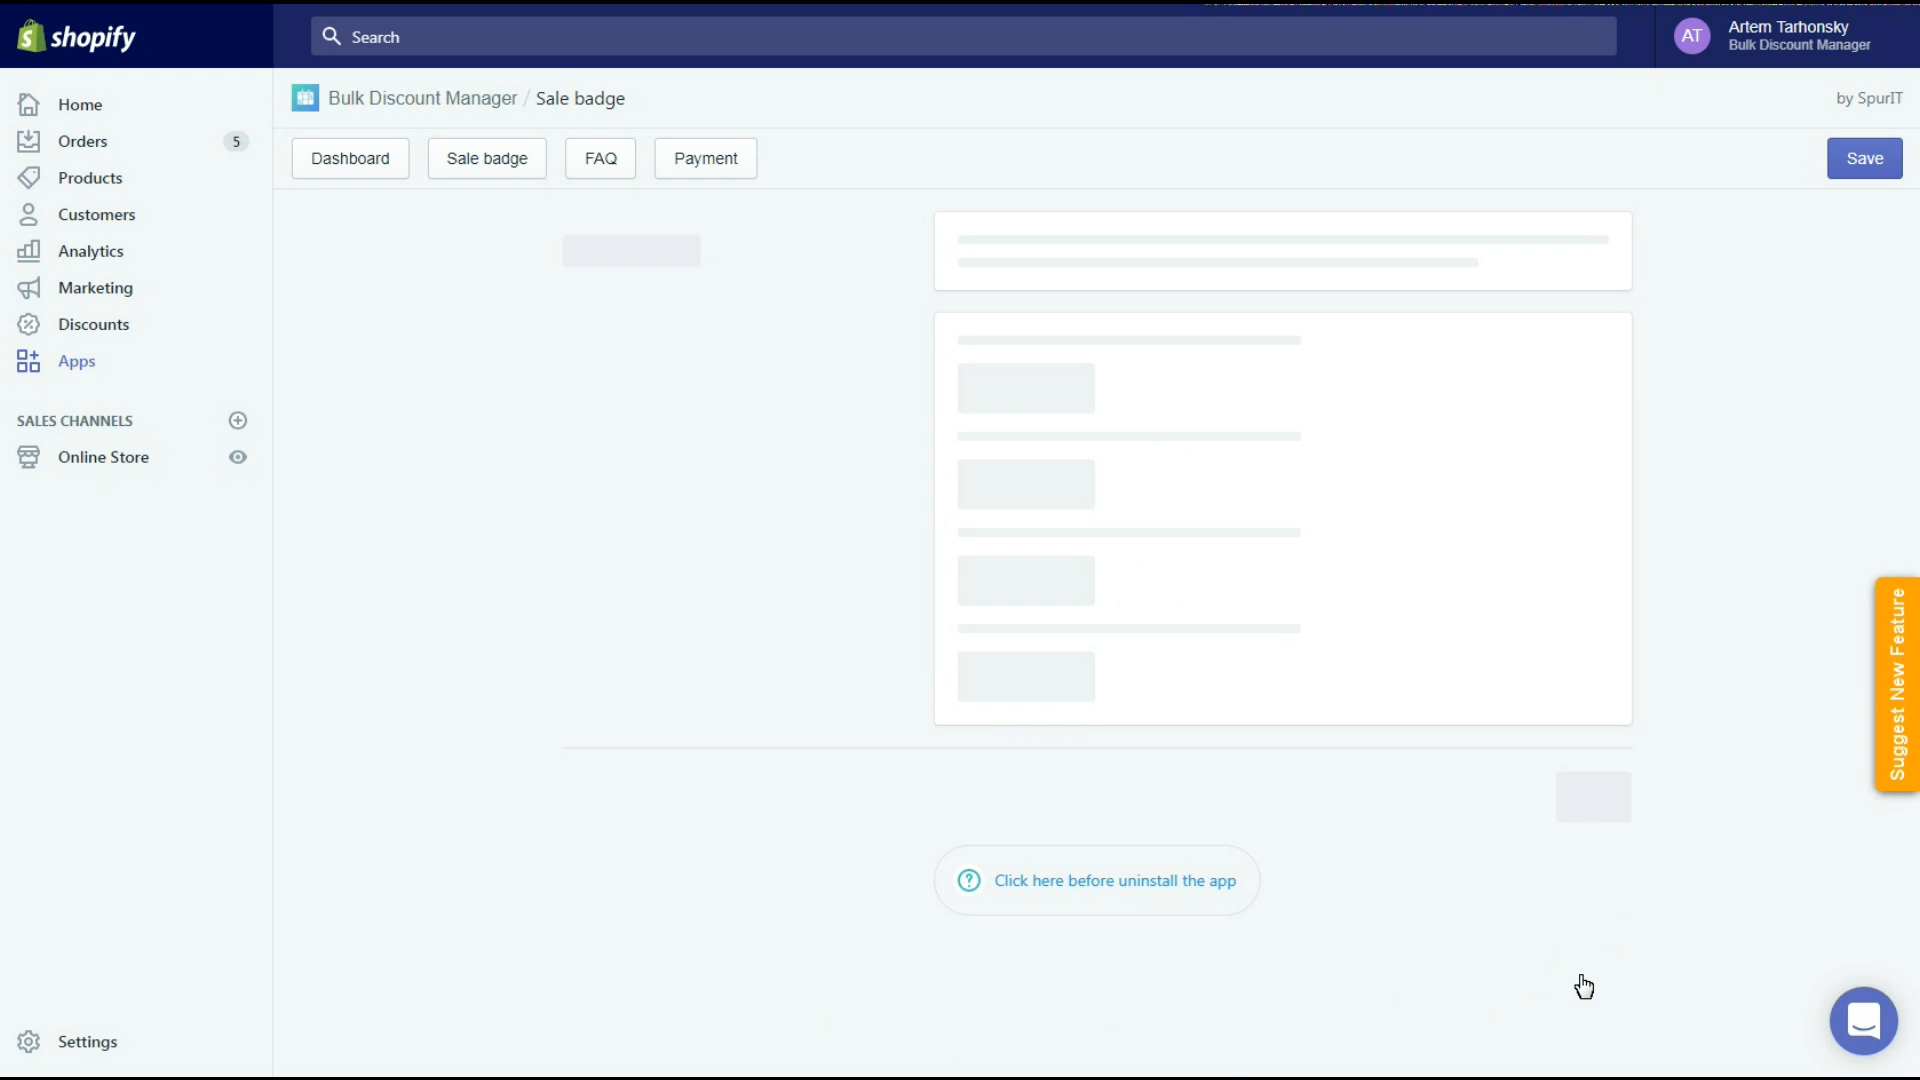 shopify
Search
AT
Artem Tarhonsky
Bulk Discount Manager
Home
Orders
5
Products
Customers
Analytics
Marketing
Discounts
Apps
SALES CHANNELS
Online Store
Settings
Bulk Discount Manager / Sale badge
by SpurIT
Dashboard
Sale badge
FAQ
Payment
Save
Click here before uninstall the app
Suggest New Feature